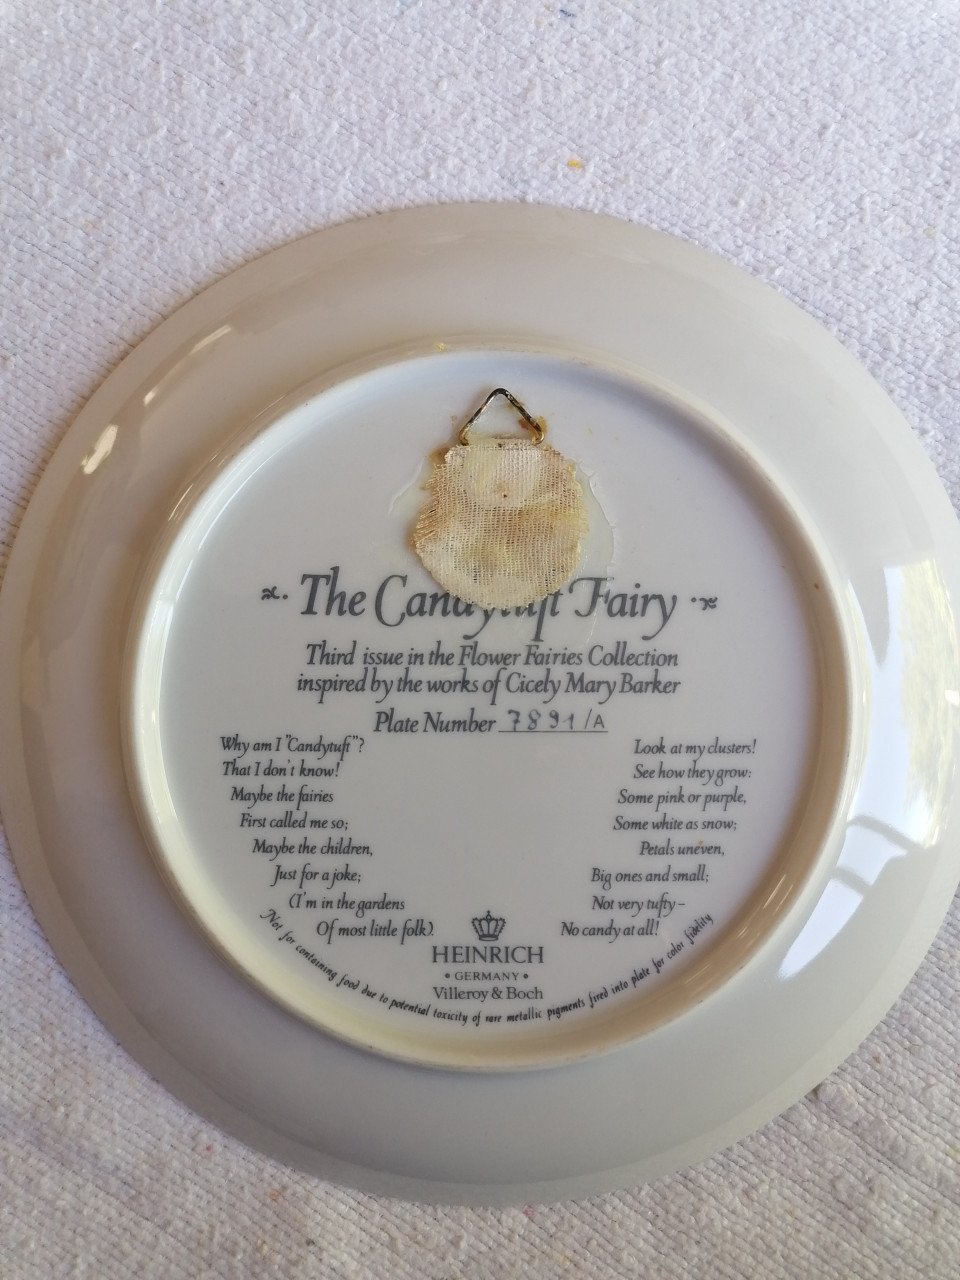 The Candytuft Fairy
Third issue in the Flower Fairies Collection
inspired by the works of Cicely Mary Barker
Plate Number 7891/A
Why am I "Candytuft"?
That I don't know!
Maybe the fairies
First called me so;
Maybe the children,
Just for a joke;
(I'm in the gardens
Of most little folk).
Look at my clusters!
See how they grow:
Some pink or purple,
Some white as snow;
Petals uneven,
Big ones and small;
Not very tufty–
No candy at all!
HEINRICH
• GERMANY •
Villeroy & Boch
Not for containing food due to potential toxicity of rare metallic pigments fired into plate for color fidelity